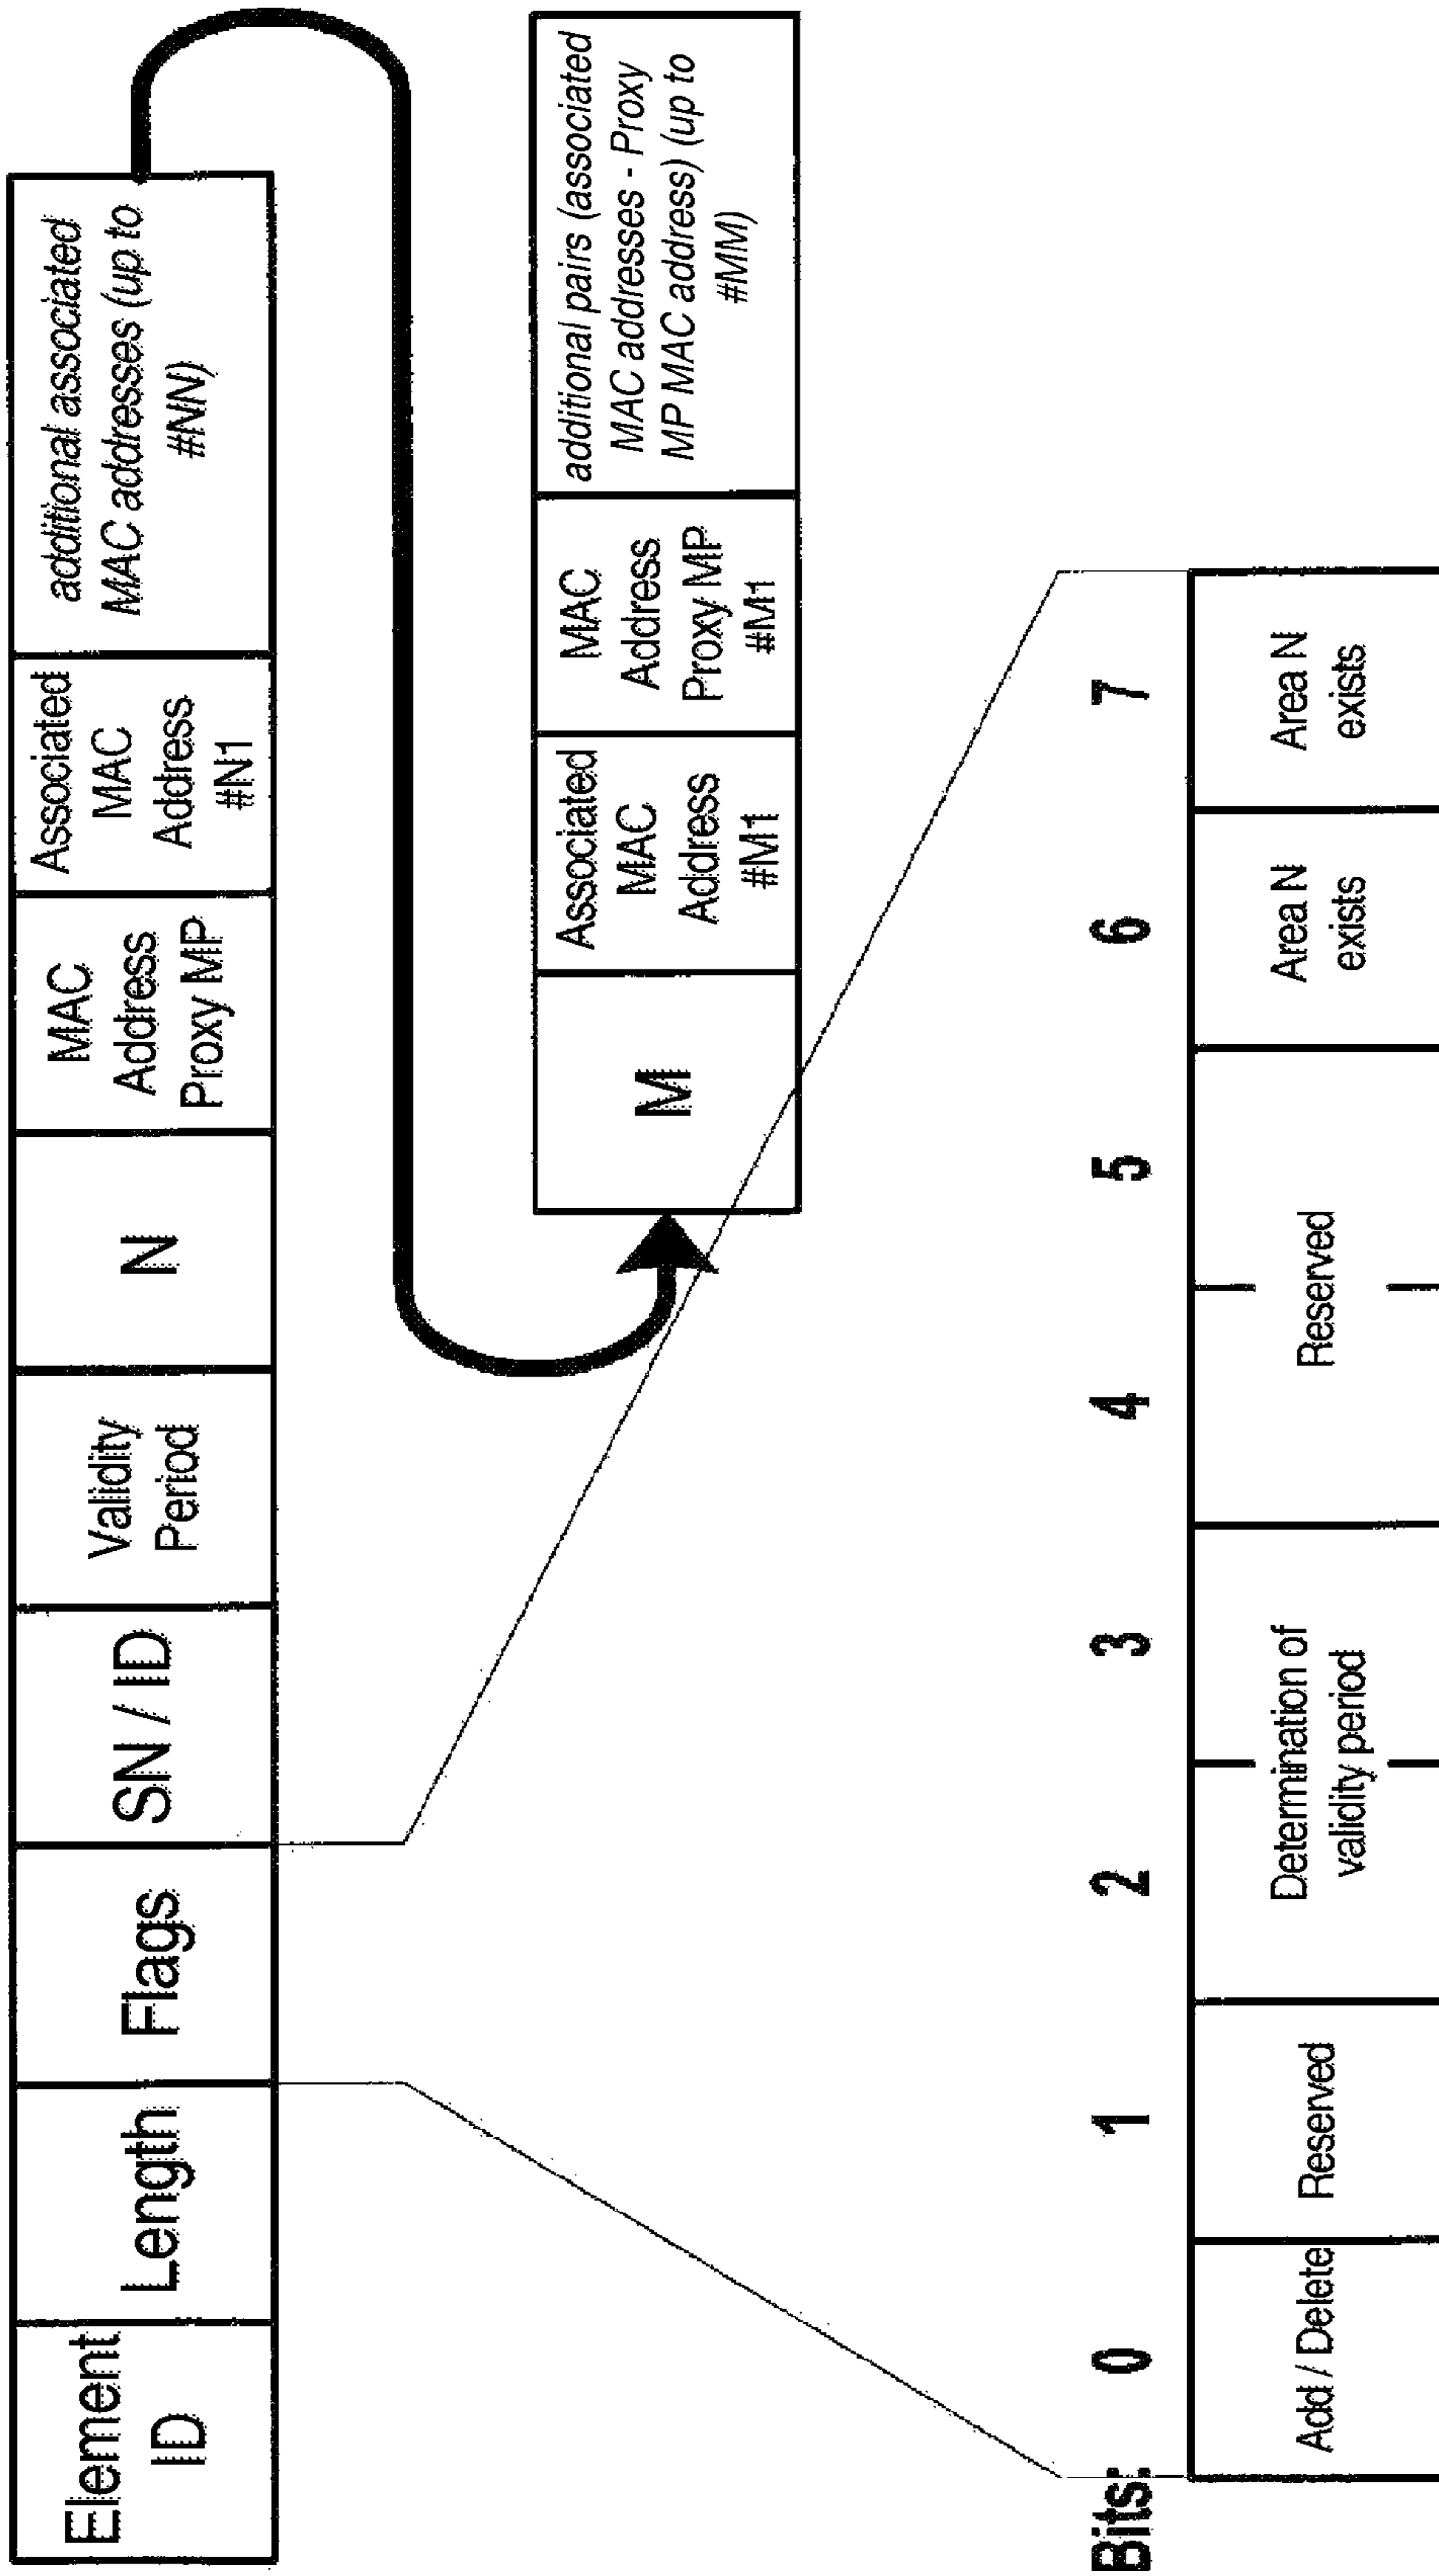 Element
ID
Length
Flags
SN / ID
Validity
Period
N
MAC
Address
Proxy MP
Associated
MAC
Address
#N1
additional associated
MAC addresses (up to
#NN)
M
Associated
MAC
Address
#M1
MAC
Address
Proxy MP
#M1
additional pairs (associated
MAC addresses - Proxy
MP MAC address) (up to
#MM)
Bits: 0 1 2 3 4 5 6 7
Add / Delete
Reserved
Determination of
validity period
Reserved
Area N
exists
Area N
exists